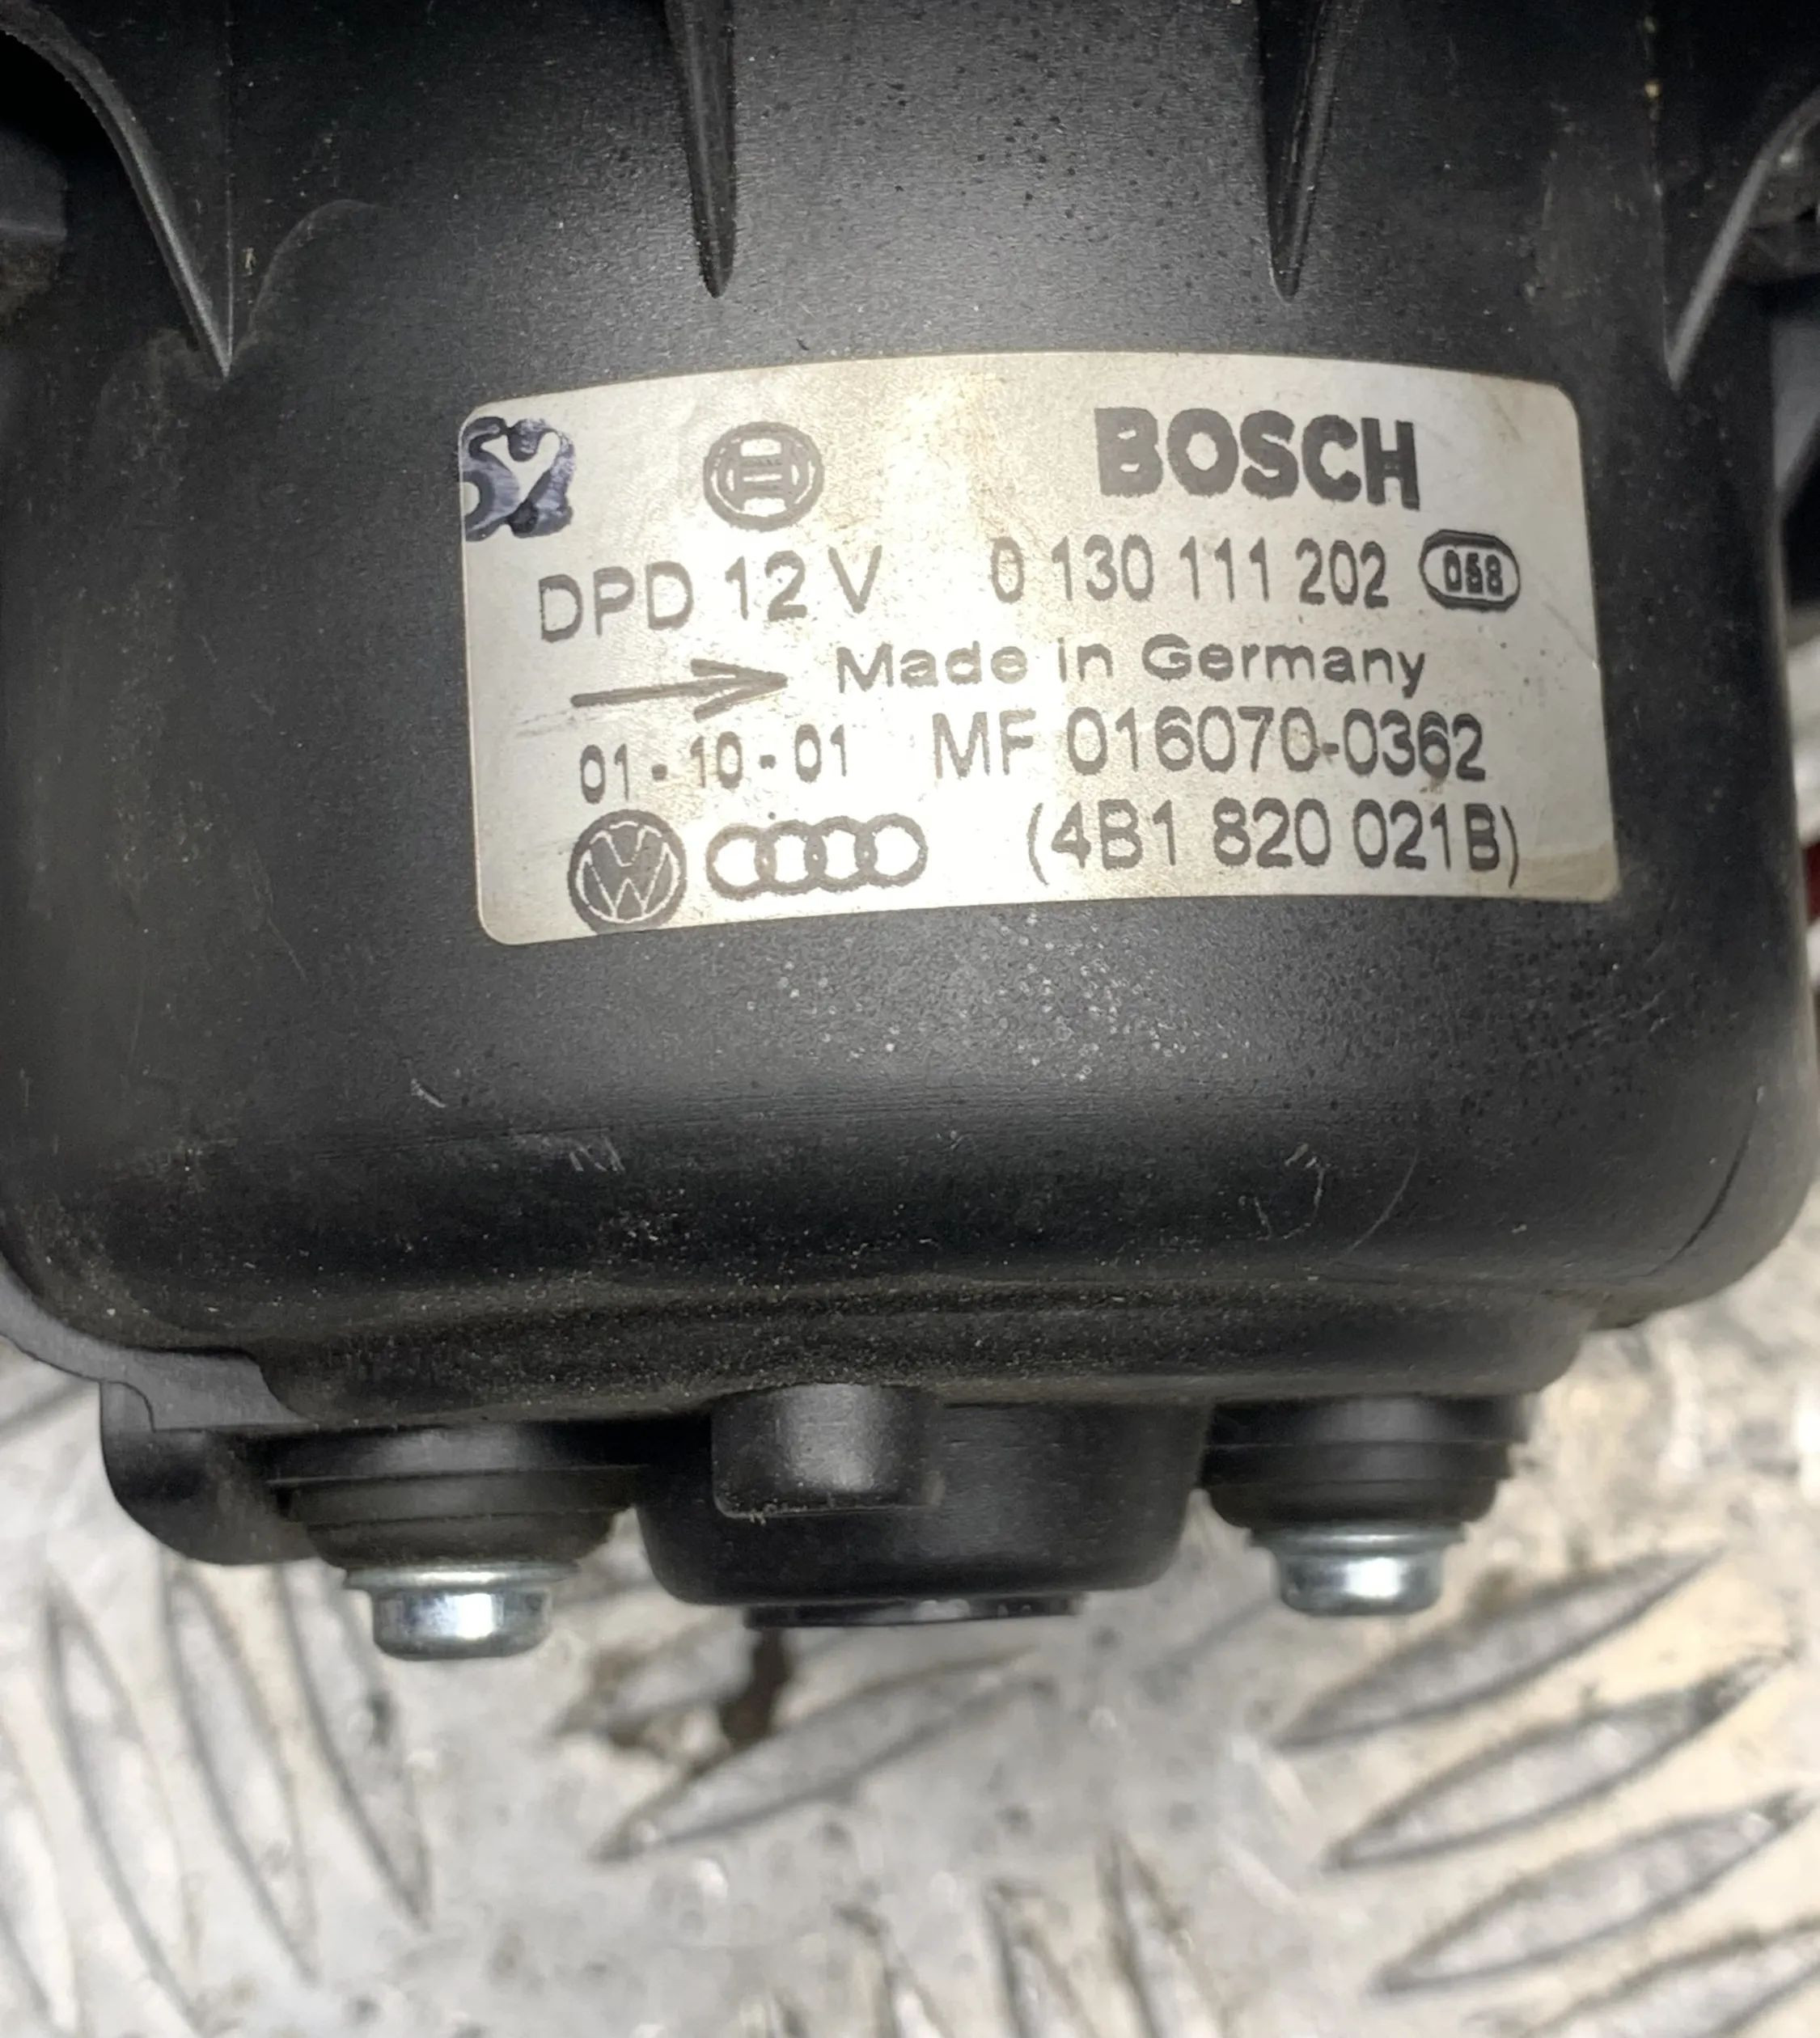 BOSCH
DPD 12 V 0 130 111 202 058
Made in Germany
01 - 10 - 01 MF 016070-0362
(4B1 820 021B)